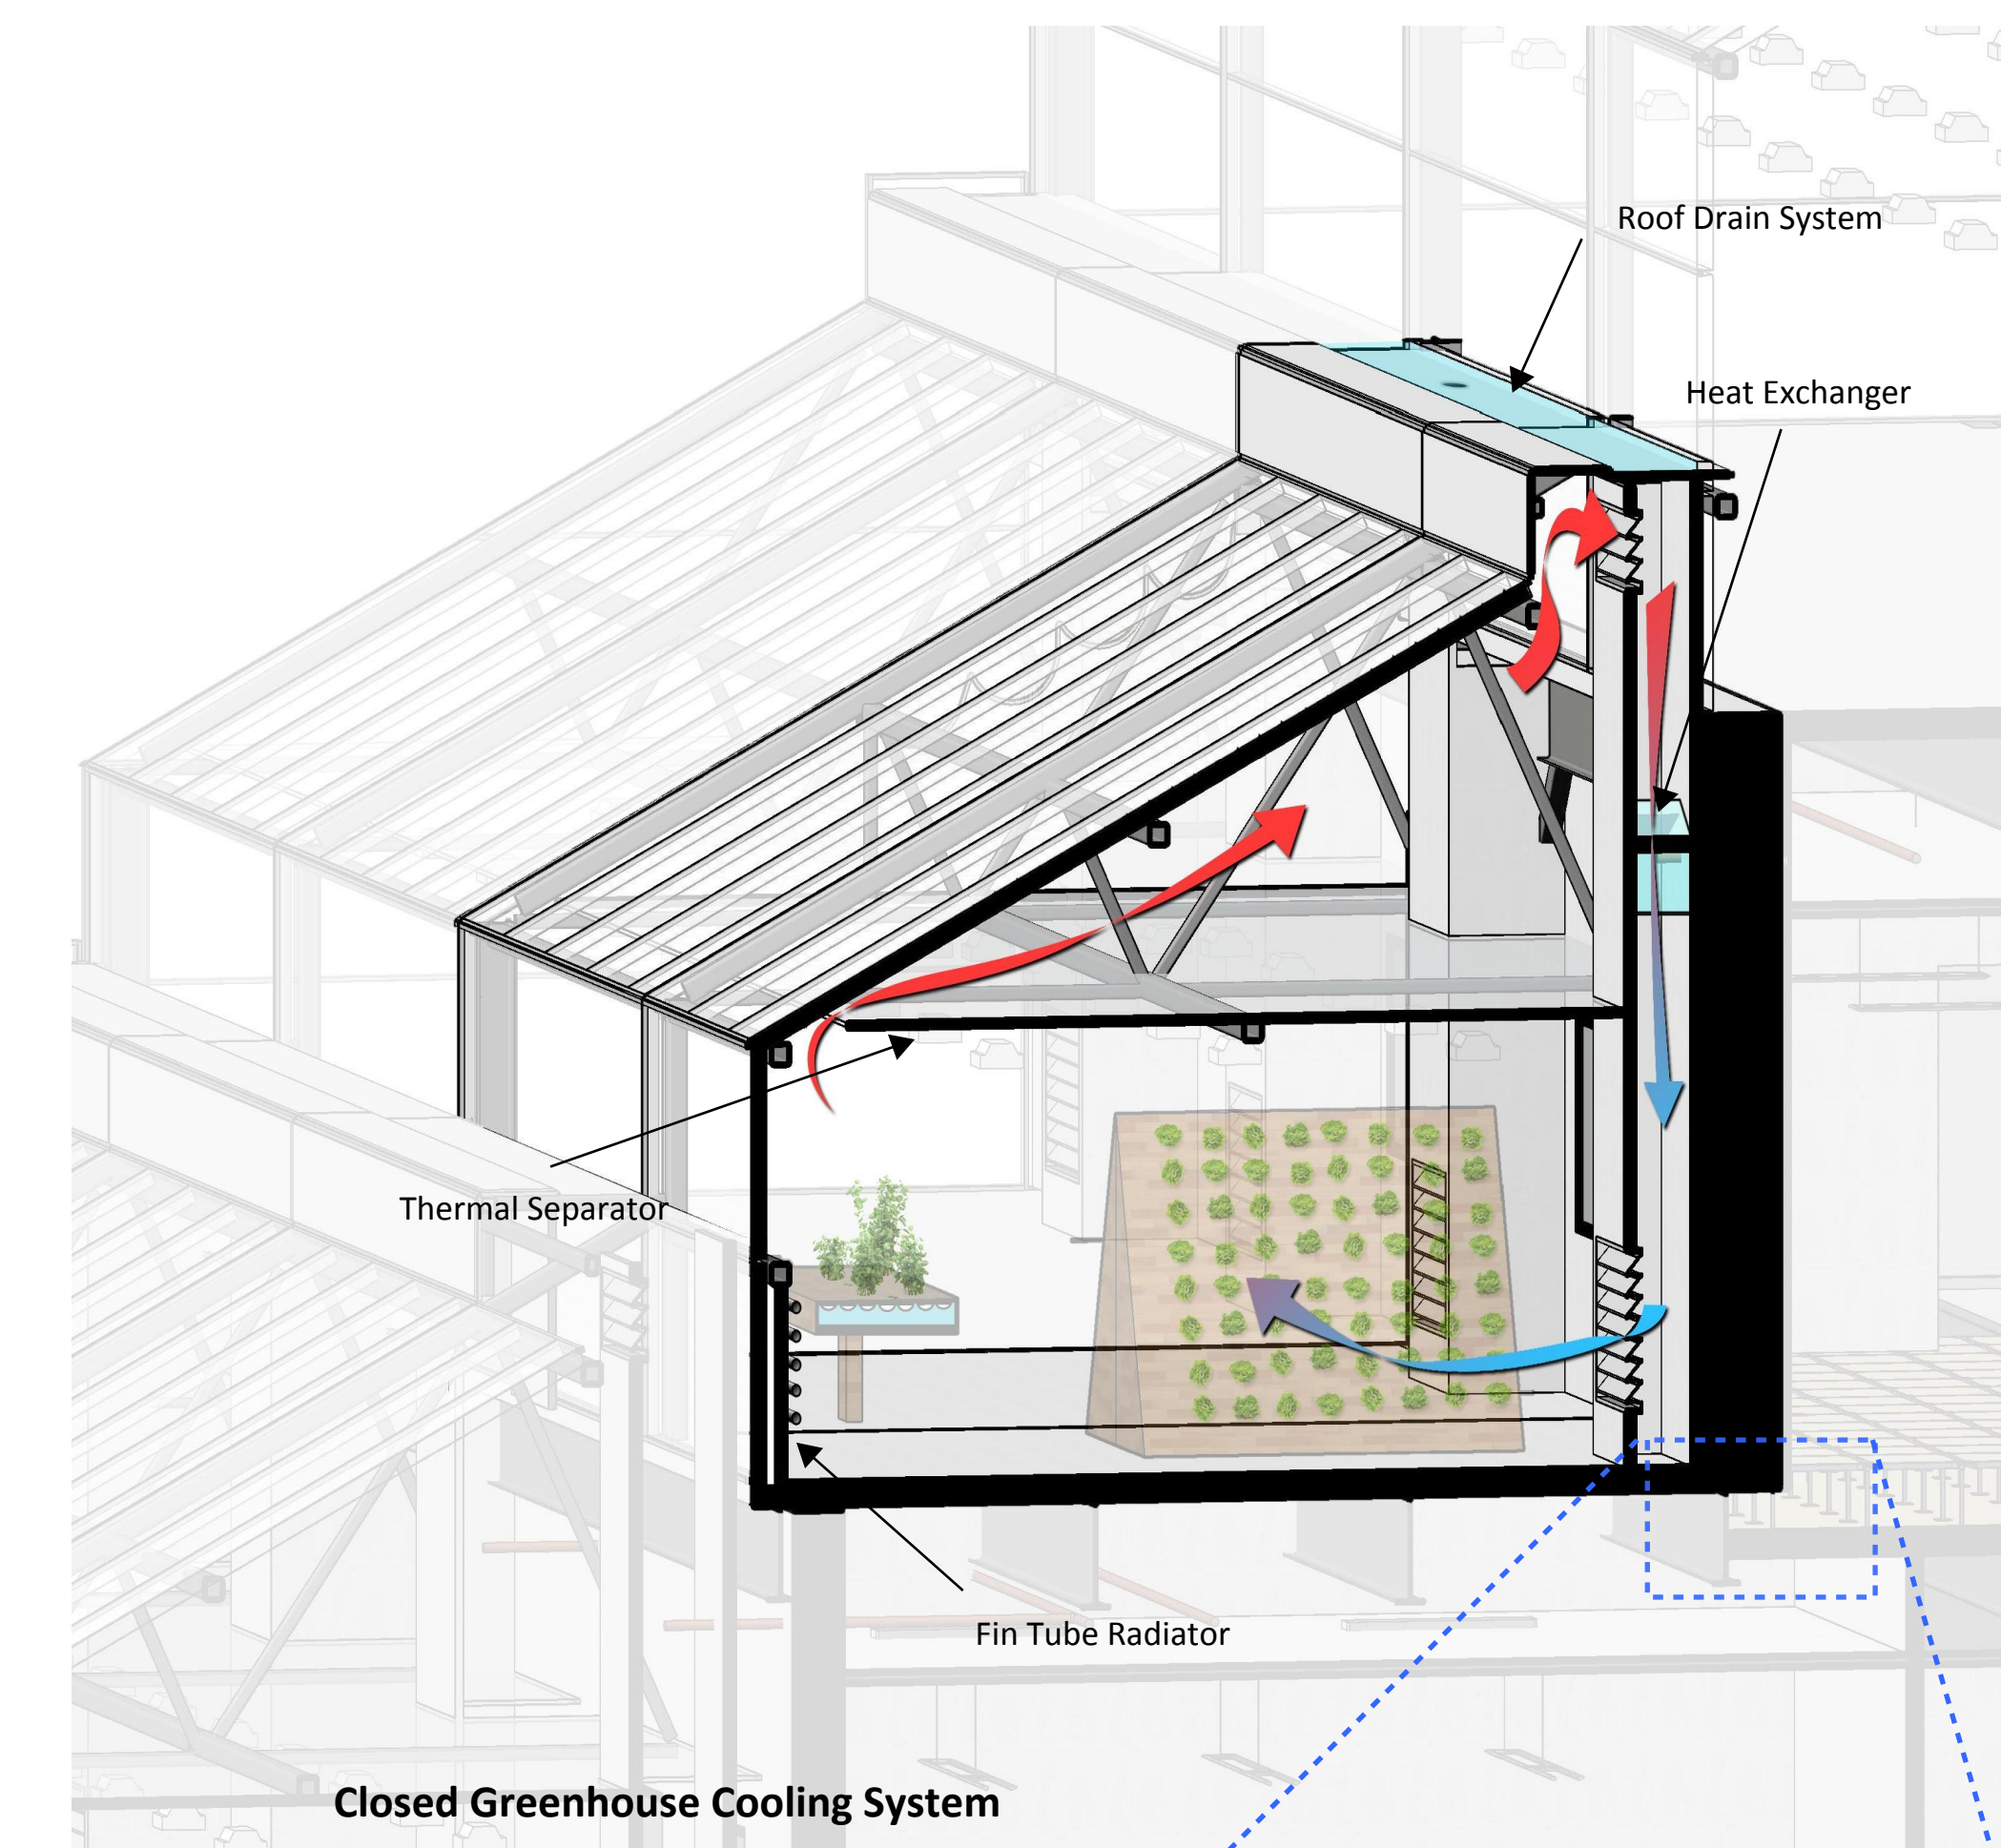 Roof Drain System
Heat Exchanger
Thermal Separator
Fin Tube Radiator
Closed Greenhouse Cooling System